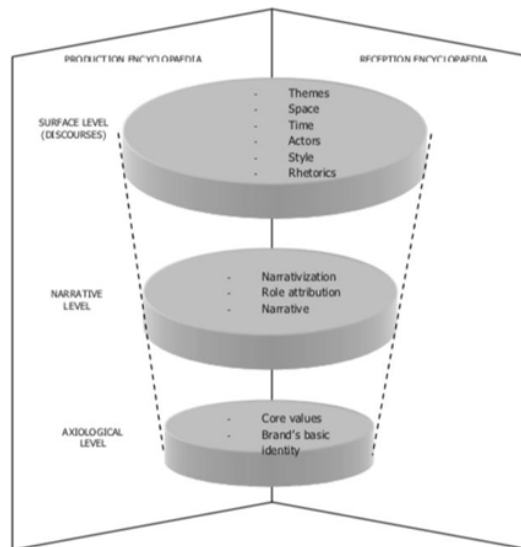 PRODUCTION ENCYCLOPAEDIA
RECEPTION ENCYCLOPAEDIA
SURFACE LEVEL
(DISCOURSES)
- Themes
- Space
- Time
- Actors
- Style
- Rhetorics
NARRATIVE
LEVEL
- Narrativization
- Role attribution
- Narrative
AXIOLOGICAL
LEVEL
- Core values
- Brand's basic
identity